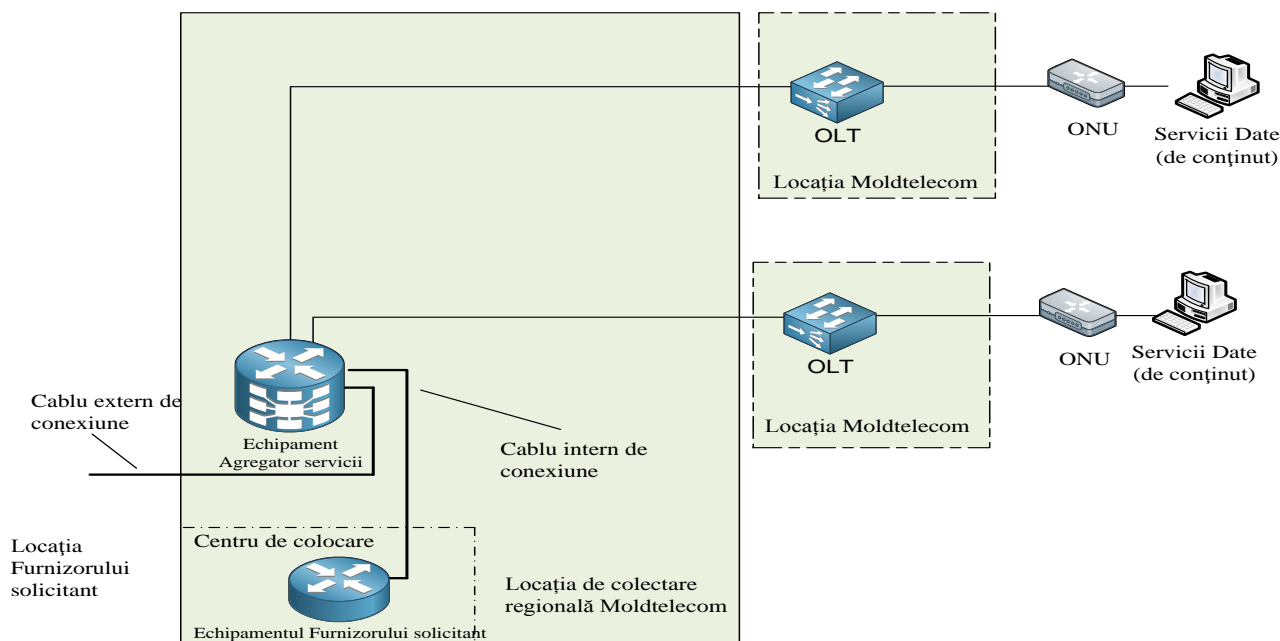 OLT
Locația Moldtelecom
ONU
Servicii Date
(de conţinut)
OLT
Locația Moldtelecom
ONU
Servicii Date
(de conţinut)
Cablu extern de
conexiune
Echipament
Agregator servicii
Cablu intern de
conexiune
Locația
Furnizorului
solicitant
Centru de colocare
Echipamentul Furnizorului solicitant
Locația de colectare
regională Moldtelecom